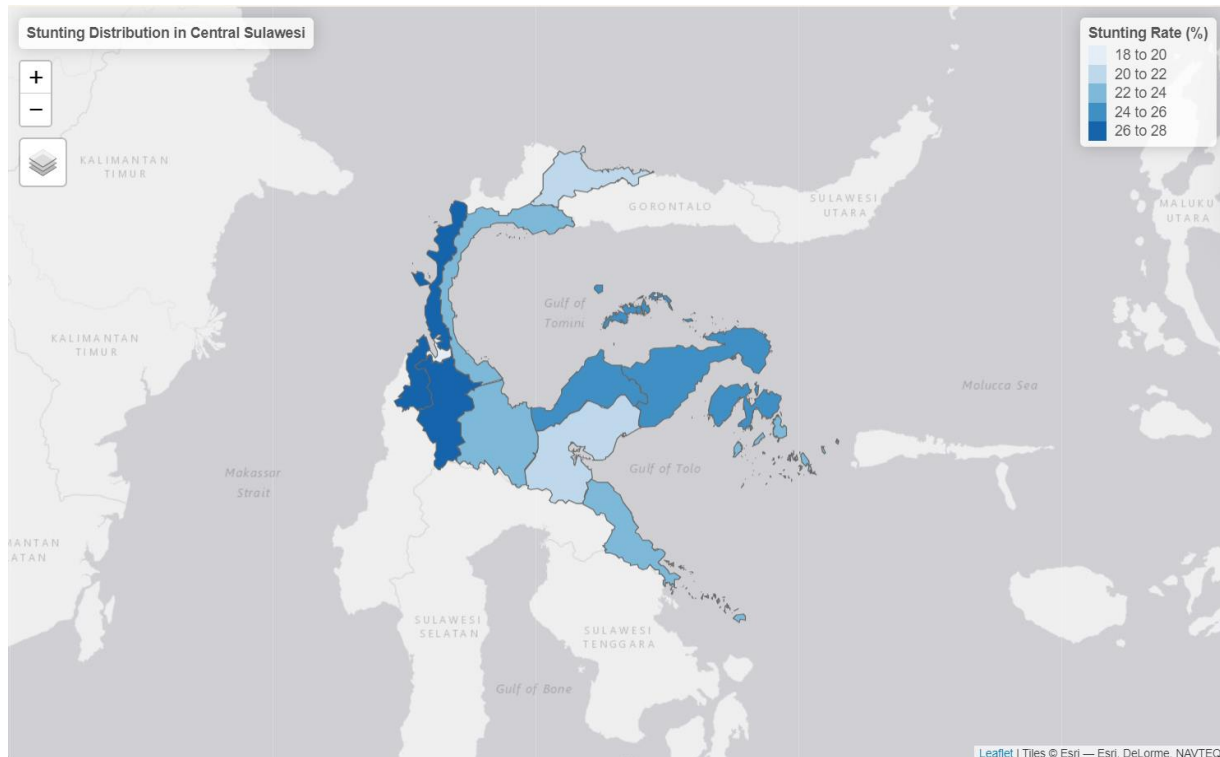 Stunting Distribution in Central Sulawesi
+
−
Stunting Rate (%)
18 to 20
20 to 22
22 to 24
24 to 26
26 to 28
KALIMANTAN
TIMUR
GORONTALO
SULAWESI
UTARA
MALUKU
UTARA
Gulf of
Tomini
KALIMANTAN
TIMUR
Molucca Sea
Makassar
Strait
Gulf of Tolo
MANTAN
ATAN
SULAWESI
SELATAN
SULAWESI
TENGGARA
Gulf of Bone
Leaflet | Tiles © Esri — Esri, DeLorme, NAVTEQ